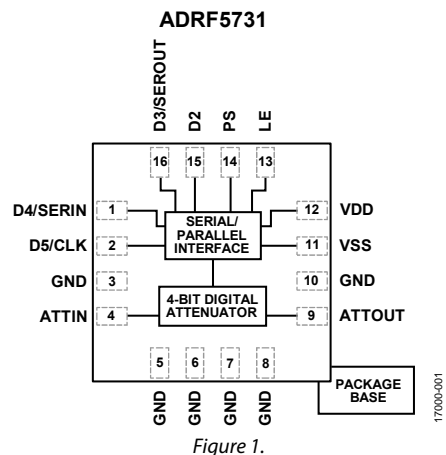 ADRF5731
D3/SEROUT
D2
PS
LE
16
15
14
13
D4/SERIN
1
SERIAL/
PARALLEL
INTERFACE
12
VDD
D5/CLK
2
11
VSS
GND
3
10
GND
ATTIN
4
4-BIT DIGITAL
ATTENUATOR
9
ATTOUT
5
6
7
8
GND
GND
GND
GND
PACKAGE
BASE
17000-001
Figure 1.